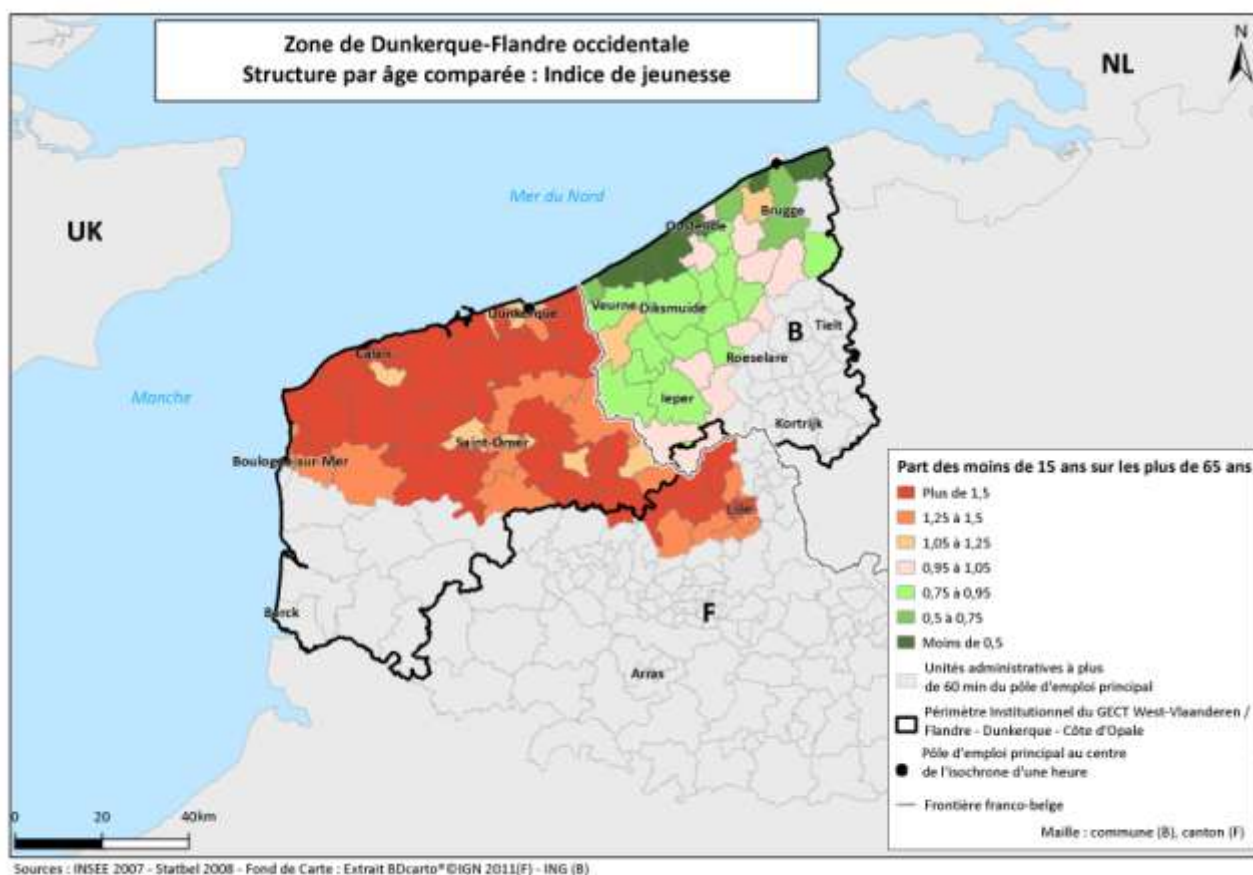 Zone de Dunkerque-Flandre occidentale
Structure par âge comparée : Indice de jeunesse
N
NL
UK
Mer du Nord
Manche
Brugge
Oostende
Veurne
Diksmuide
Dunkerque
Calais
B
Tielt
Roeselare
Ieper
Kortrijk
Saint-Omer
Boulogne-sur-Mer
Lille
Berck
F
Arras
Part des moins de 15 ans sur les plus de 65 ans
Plus de 1,5
1,25 à 1,5
1,05 à 1,25
0,95 à 1,05
0,75 à 0,95
0,5 à 0,75
Moins de 0,5
Unités administratives à plus
de 60 min du pôle d'emploi principal
Périmètre Institutionnel du GECT West-Vlaanderen /
Flandre - Dunkerque - Côte d'Opale
Pôle d'emploi principal au centre
de l'isochrone d'une heure
Frontière franco-belge
Maille : commune (B), canton (F)
0 20 40km
Sources : INSEE 2007 - Statbel 2008 - Fond de Carte : Extrait BDcarto®©IGN 2011(F) - ING (B)